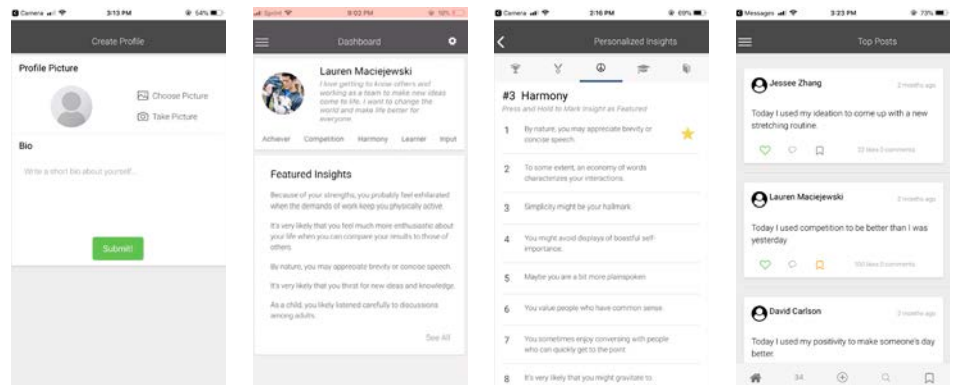 Camera 3:13 PM 54%
Create Profile
Profile Picture
Choose Picture
Take Picture
Bio
Write a short bio about yourself...
Submit!
Sprint 9:02 PM
Dashboard
Lauren Maciejewski
I love getting to know others and
working as a team to make new ideas
come to life. I want to change the
world and make life better for
everyone.
Achiever Competition Harmony Learner Input
Featured Insights
Because of your strengths, you probably feel exhilarated
when the demands of work keep you physically active.
It's very likely that you feel much more enthusiastic about
your life when you can compare your results to those of
others.
By nature, you may appreciate brevity or concise speech.
It's very likely that you thirst for new ideas and knowledge.
As a child, you likely listened carefully to discussions
among adults.
See All
Camera 2:16 PM 69%
Personalized Insights
#3 Harmony
Press and Hold to Mark Insight as Featured
1 By nature, you may appreciate brevity or
concise speech.
2 To some extent, an economy of words
characterizes your interactions.
3 Simplicity might be your hallmark.
4 You might avoid displays of boastful self-
importance.
5 Maybe you are a bit more plainspoken
6 You value people who have common sense.
7 You sometimes enjoy conversing with people
who can quickly get to the point.
8 It's very likely that you might gravitate to
Messages 3:23 PM 73%
Top Posts
Jessee Zhang 2 months ago
Today I used my ideation to come up with a new
stretching routine.
likes 0 comments
Lauren Maciejewski 2 months ago
Today I used competition to be better than I was
yesterday
100 likes 0 comments
David Carlson 2 months ago
Today I used my positivity to make someone's day
better.
34